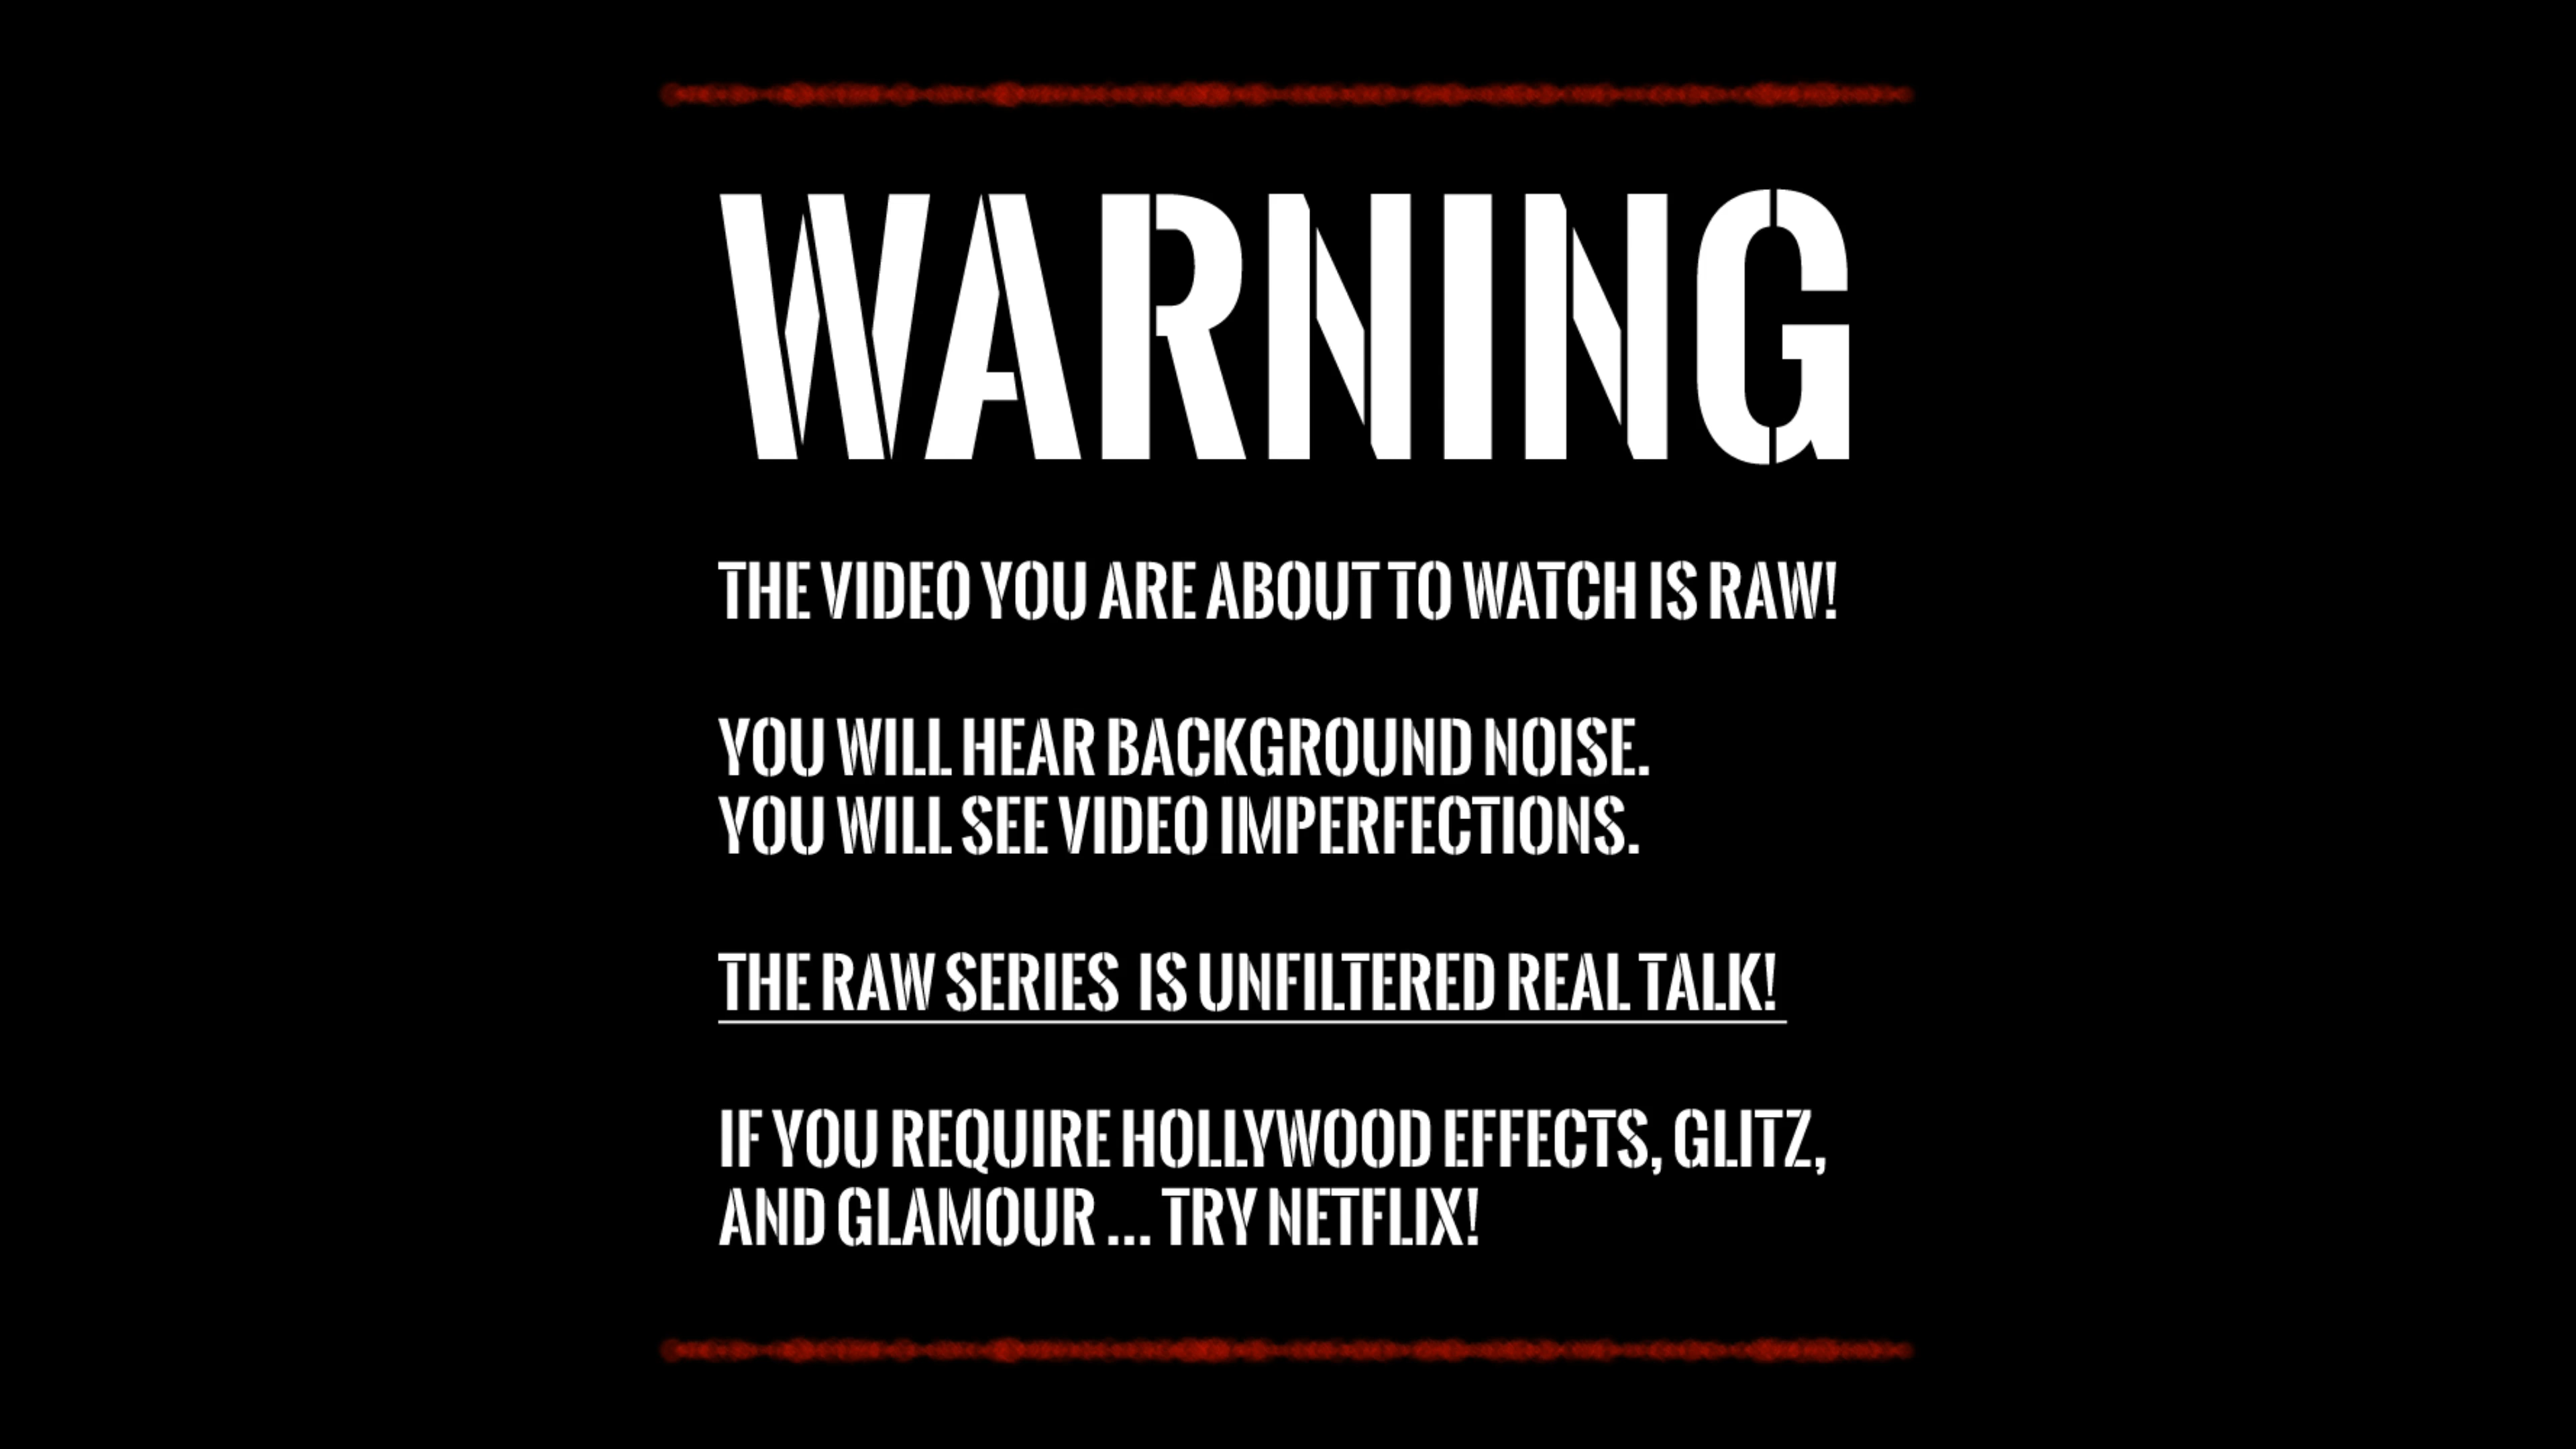 WARNING
THE VIDEO YOU ARE ABOUT TO WATCH IS RAW!
YOU WILL HEAR BACKGROUND NOISE.
YOU WILL SEE VIDEO IMPERFECTIONS.
THE RAW SERIES IS UNFILTERED REAL TALK!
IF YOU REQUIRE HOLLYWOOD EFFECTS, GLITZ,
AND GLAMOUR ... TRY NETFLIX!